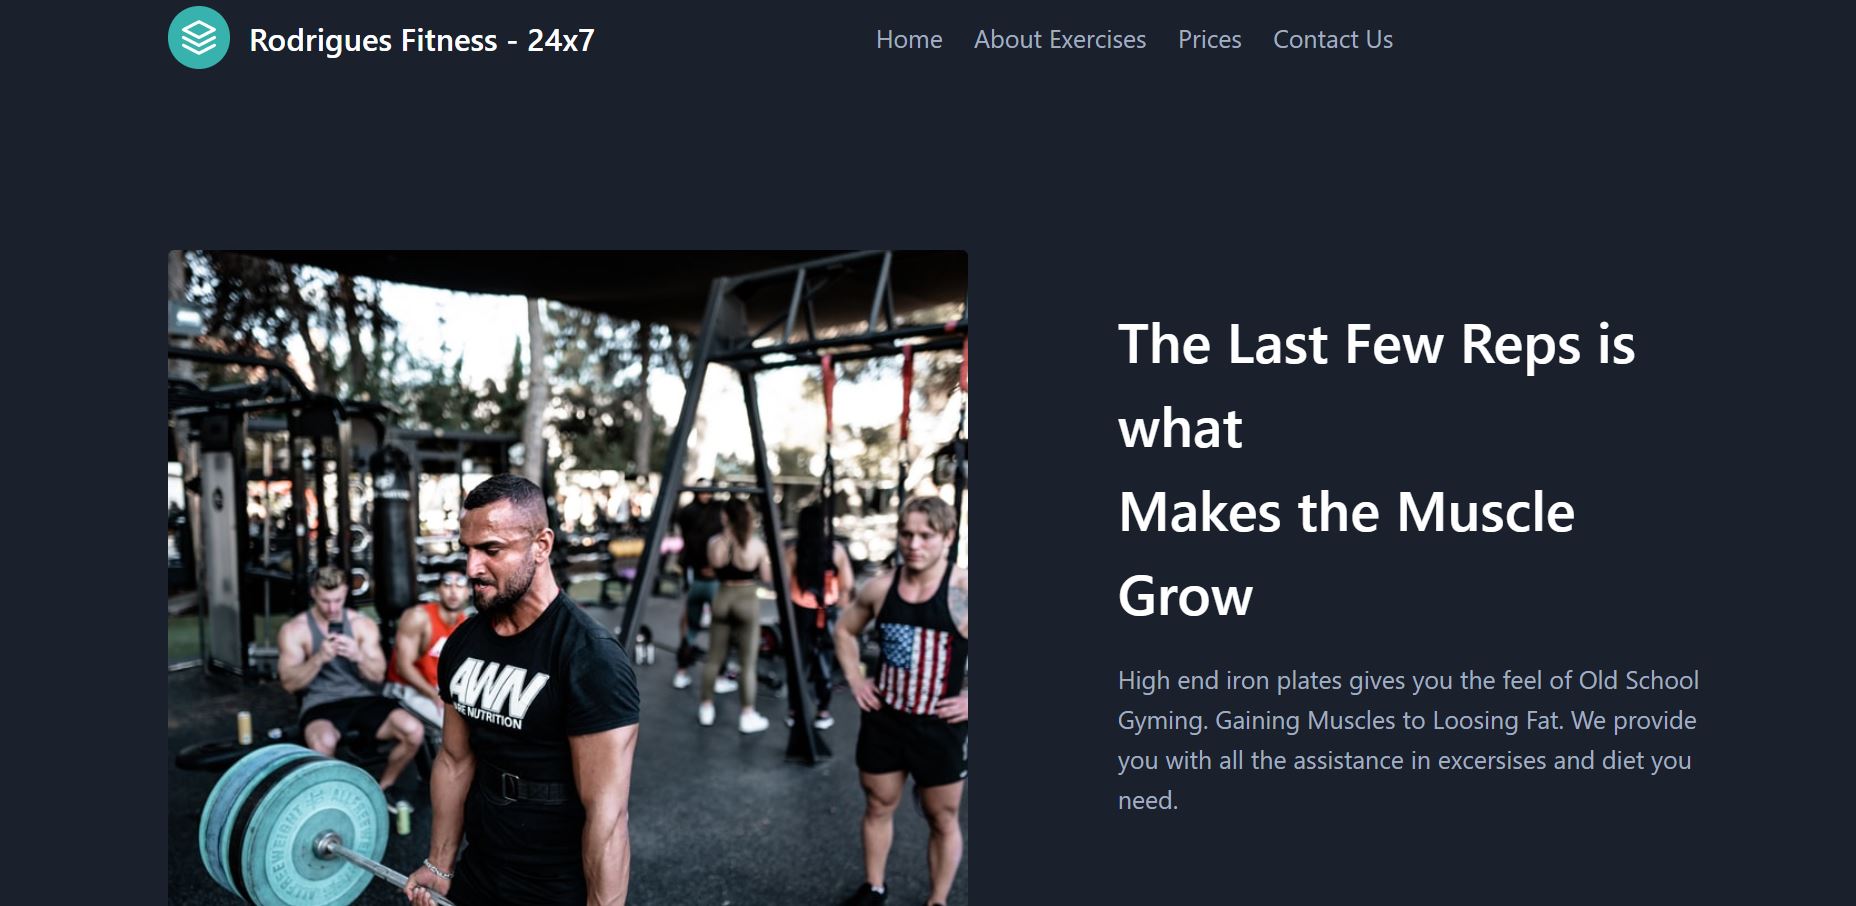 Rodrigues Fitness - 24x7
Home About Exercises Prices Contact Us
The Last Few Reps is
what
Makes the Muscle
Grow
High end iron plates gives you the feel of Old School
Gyming. Gaining Muscles to Loosing Fat. We provide
you with all the assistance in excersises and diet you
need.
AWN
RE NUTRITION
ALLFREEWEIGHT